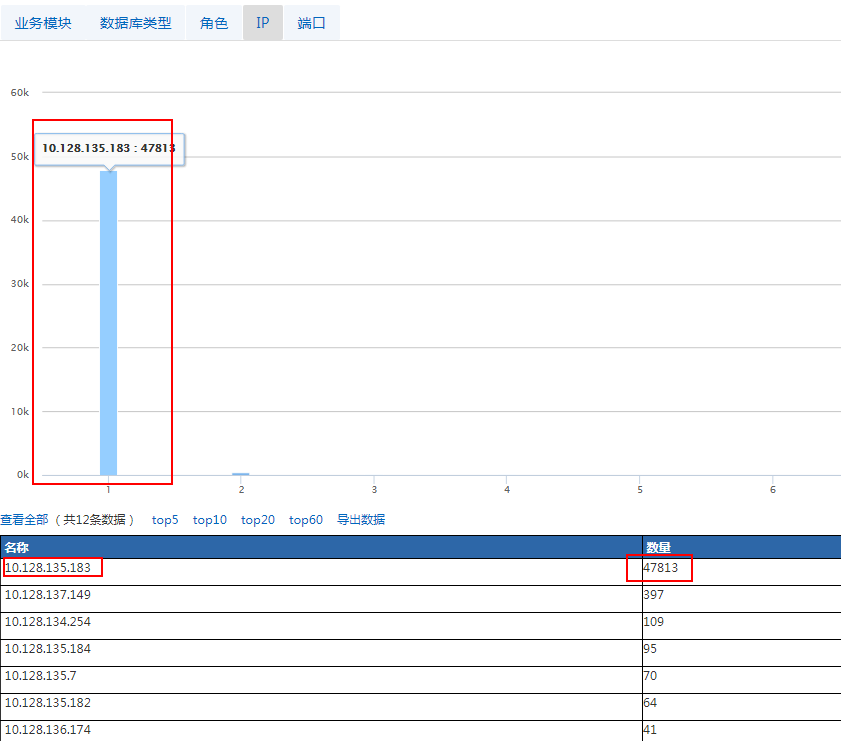 业务模块 数据库类型 角色 IP 端口
60k
10.128.135.183 : 47813
50k
40k
30k
20k
10k
0k
1 2 3 4 5 6
查看全部 ( 共12条数据 ) top5 top10 top20 top60 导出数据
名称 数量
10.128.135.183 47813
10.128.137.149 397
10.128.134.254 109
10.128.135.184 95
10.128.135.7 70
10.128.135.182 64
10.128.136.174 41